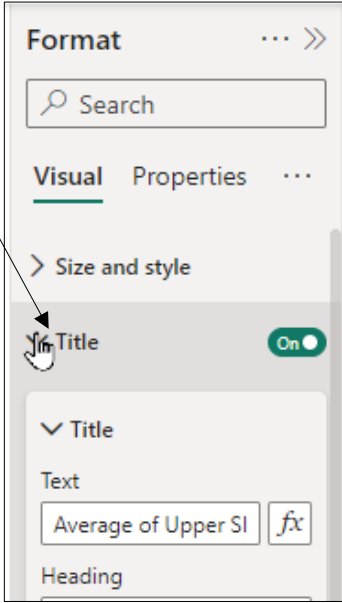 Format
Search
Visual Properties
Size and style
Title On
Title
Text
Average of Upper Sl fx
Heading